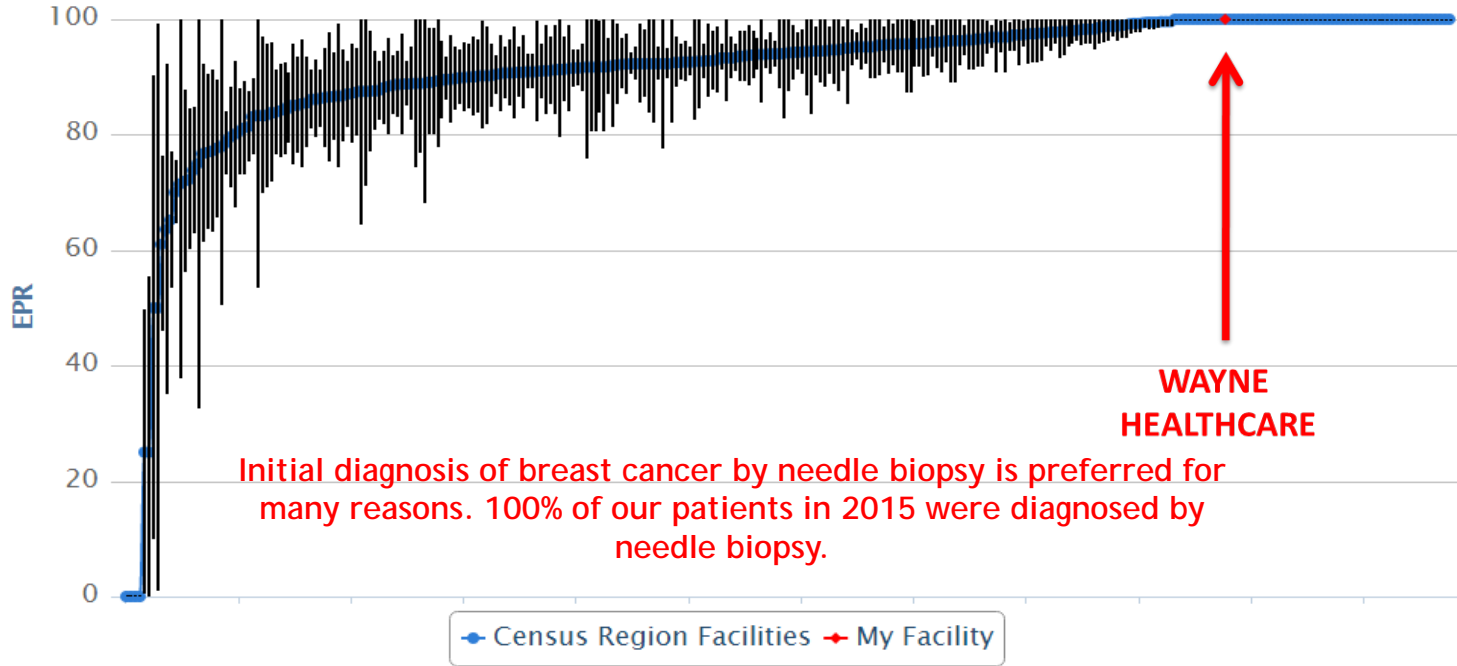 100
80
60
40
20
0
EPR
WAYNE
HEALTHCARE
Initial diagnosis of breast cancer by needle biopsy is preferred for
many reasons. 100% of our patients in 2015 were diagnosed by
needle biopsy.
Census Region Facilities My Facility